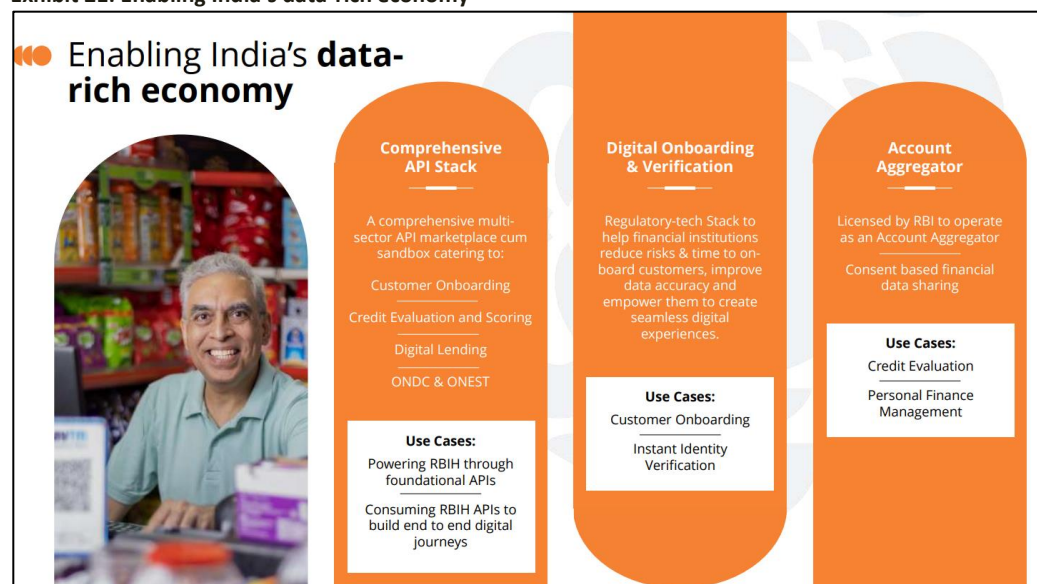 Exhibit 21: Enabling India's data-rich economy
Enabling India's data-
rich economy
Comprehensive
API Stack
A comprehensive multi-
sector API marketplace cum
sandbox catering to:
Customer Onboarding
Credit Evaluation and Scoring
Digital Lending
ONDC & ONEST
Use Cases:
Powering RBIH through
foundational APIs
Consuming RBIH APIs to
build end to end digital
journeys
Digital Onboarding
& Verification
Regulatory-tech Stack to
help financial institutions
reduce risks & time to on-
board customers, improve
data accuracy and
empower them to create
seamless digital
experiences.
Use Cases:
Customer Onboarding
Instant Identity
Verification
Account
Aggregator
Licensed by RBI to operate
as an Account Aggregator
Consent based financial
data sharing
Use Cases:
Credit Evaluation
Personal Finance
Management